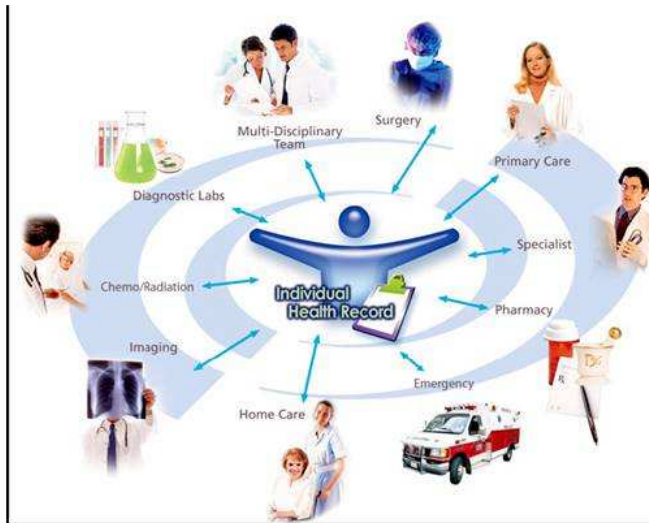 Surgery
Multi-Disciplinary
Team
Primary Care
Diagnostic Labs
Specialist
Chemo/Radiation
Individual
Health Record
Pharmacy
Imaging
Emergency
Home Care